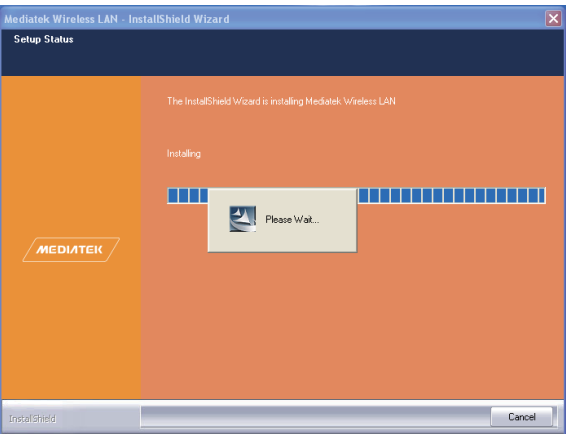 Mediatek Wireless LAN - InstallShield Wizard
Setup Status
The InstallShield Wizard is installing Mediatek Wireless LAN
Installing
Please Wait...
MEDIATEK
InstallShield
Cancel